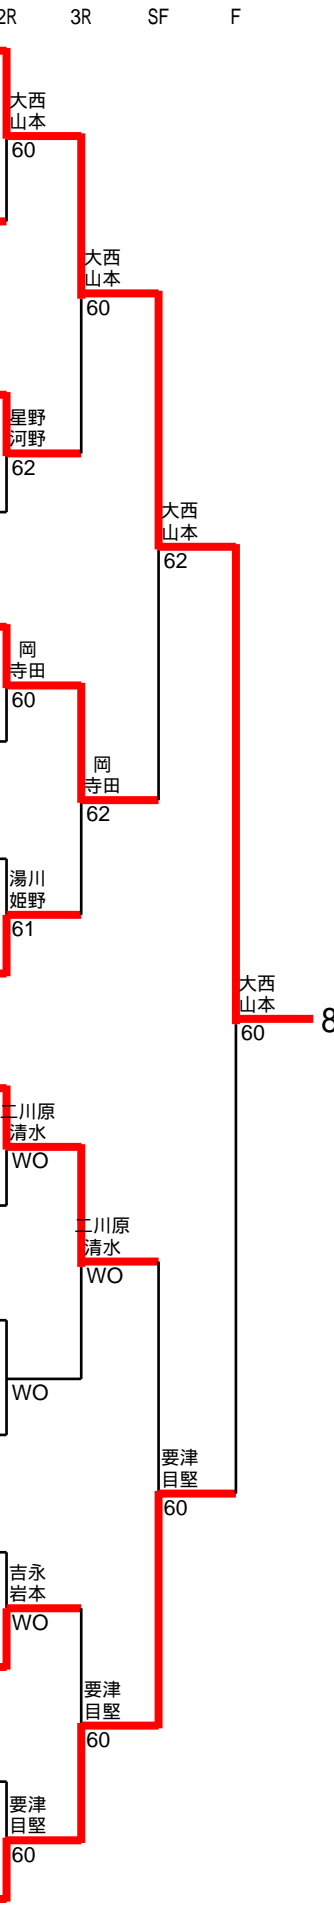 2R 3R SF F
大西
山本
60
大西
山本
60
星野
河野
62
大西
山本
62
岡
寺田
60
岡
寺田
62
湯川
姫野
61
大西
山本
8
60
二川原
清水
WO
二川原
清水
WO
WO
要津
目堅
60
吉永
岩本
WO
要津
目堅
60
要津
目堅
60